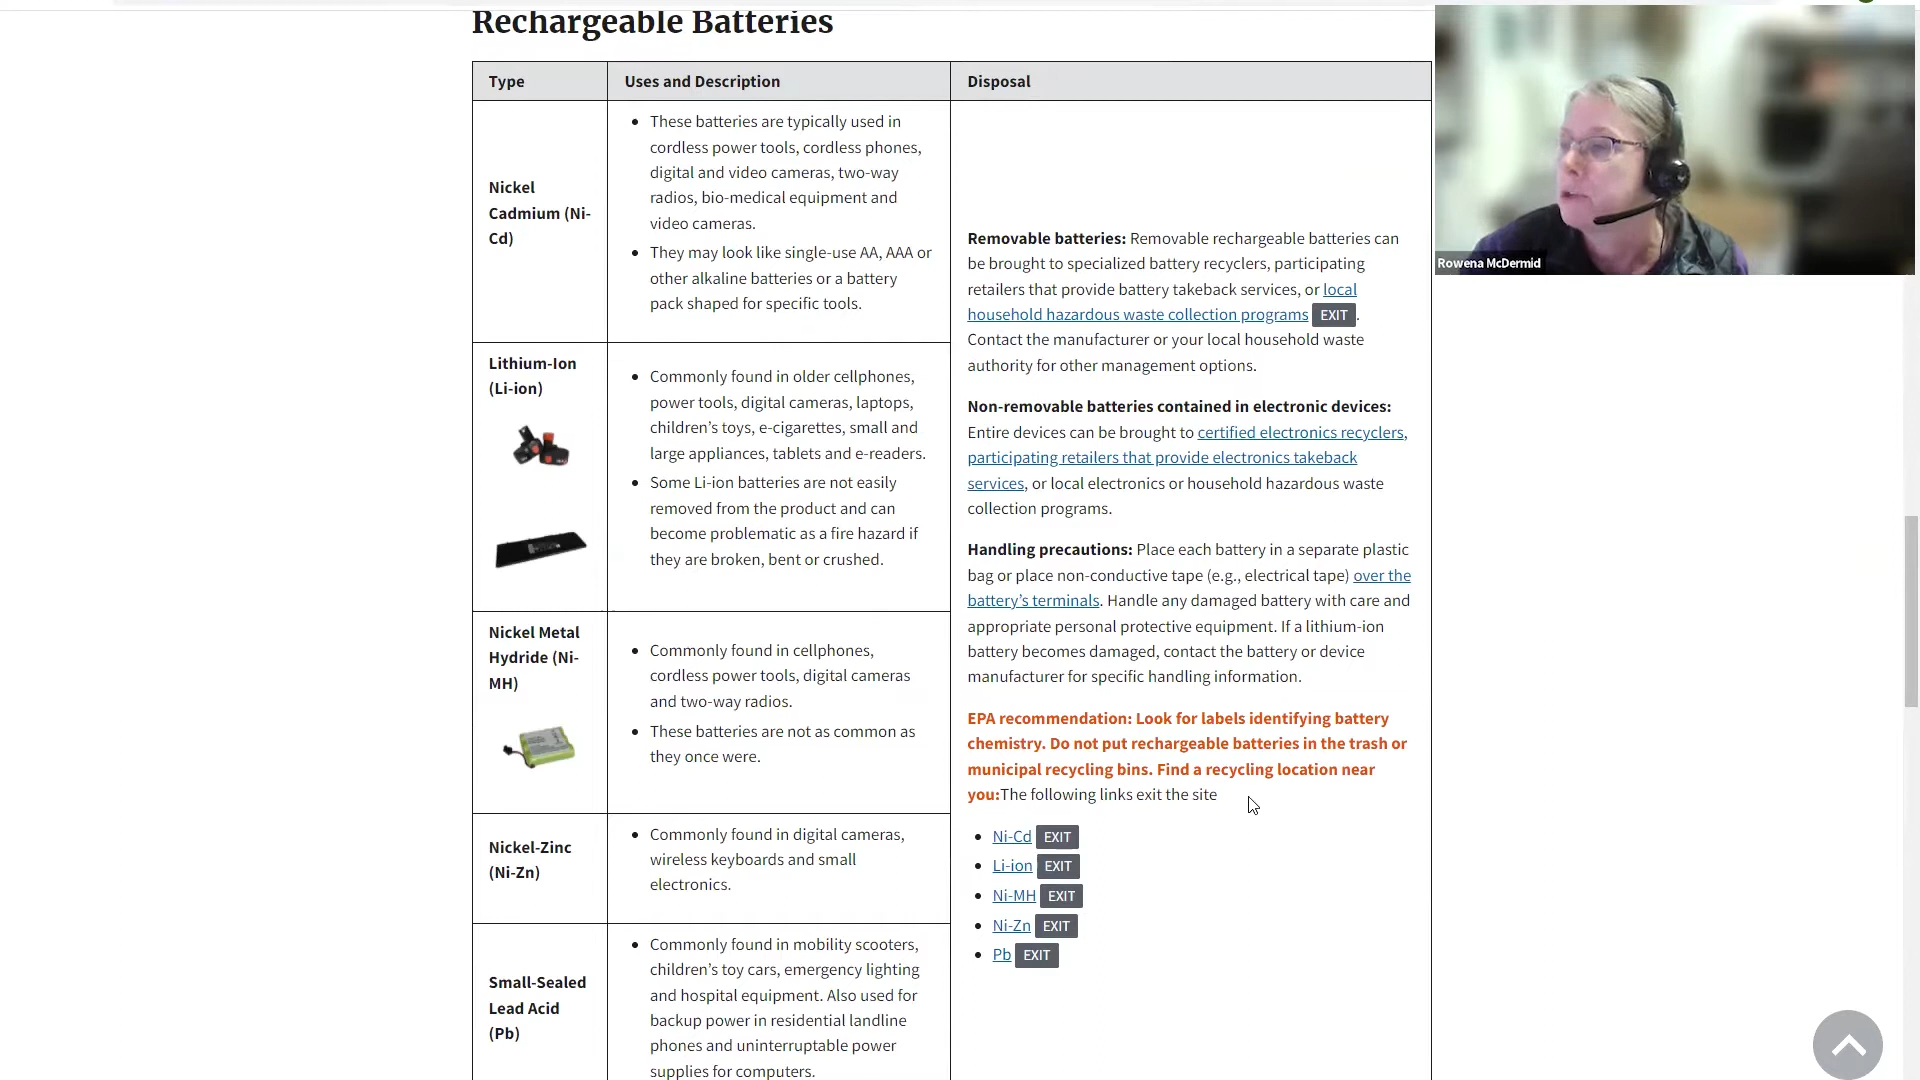 Rechargeable Batteries
Type
Uses and Description
Disposal
Nickel
Cadmium (Ni-
Cd)
• These batteries are typically used in
cordless power tools, cordless phones,
digital and video cameras, two-way
radios, bio-medical equipment and
video cameras.
• They may look like single-use AA, AAA or
other alkaline batteries or a battery
pack shaped for specific tools.
Lithium-Ion
(Li-ion)
• Commonly found in older cellphones,
power tools, digital cameras, laptops,
children’s toys, e-cigarettes, small and
large appliances, tablets and e-readers.
• Some Li-ion batteries are not easily
removed from the product and can
become problematic as a fire hazard if
they are broken, bent or crushed.
Nickel Metal
Hydride (Ni-
MH)
• Commonly found in cellphones,
cordless power tools, digital cameras
and two-way radios.
• These batteries are not as common as
they once were.
Nickel-Zinc
(Ni-Zn)
• Commonly found in digital cameras,
wireless keyboards and small
electronics.
Small-Sealed
Lead Acid
(Pb)
• Commonly found in mobility scooters,
children’s toy cars, emergency lighting
and hospital equipment. Also used for
backup power in residential landline
phones and uninterruptable power
supplies for computers.
Removable batteries: Removable rechargeable batteries can
be brought to specialized battery recyclers, participating
retailers that provide battery takeback services, or local
household hazardous waste collection programs EXIT.
Contact the manufacturer or your local household waste
authority for other management options.
Non-removable batteries contained in electronic devices:
Entire devices can be brought to certified electronics recyclers,
participating retailers that provide electronics takeback
services, or local electronics or household hazardous waste
collection programs.
Handling precautions: Place each battery in a separate plastic
bag or place non-conductive tape (e.g., electrical tape) over the
battery’s terminals. Handle any damaged battery with care and
appropriate personal protective equipment. If a lithium-ion
battery becomes damaged, contact the battery or device
manufacturer for specific handling information.
EPA recommendation: Look for labels identifying battery
chemistry. Do not put rechargeable batteries in the trash or
municipal recycling bins. Find a recycling location near
you:The following links exit the site
• Ni-Cd EXIT
• Li-ion EXIT
• Ni-MH EXIT
• Ni-Zn EXIT
• Pb EXIT
Rowena McDermid